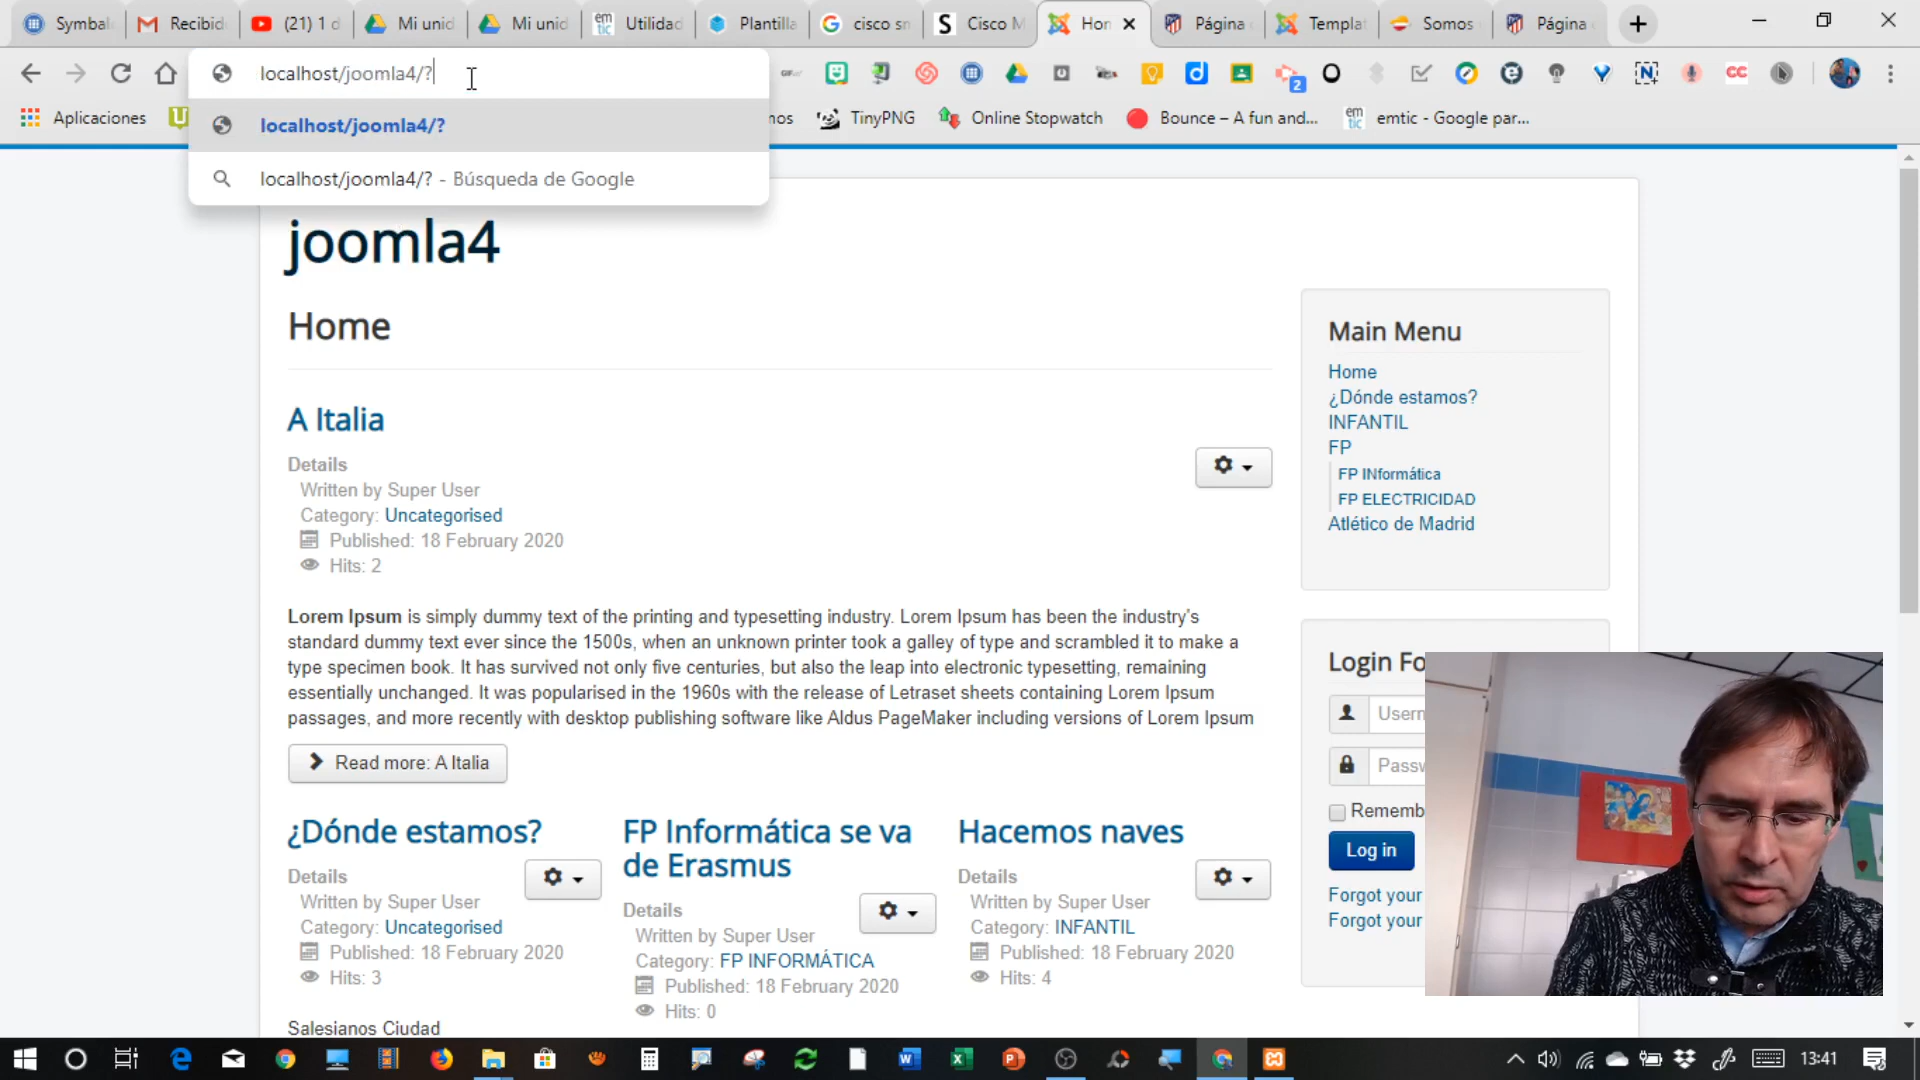 Symbal
Recibid
(21) 1 d
Mi unid
Mi unid
emtic
Utilidad
Plantilla
cisco sm
Cisco M
Hom
Página
Templat
Somos
Página
localhost/joomla4/?
2
CC
localhost/joomla4/?
localhost/joomla4/? - Búsqueda de Google
Aplicaciones
TinyPNG
Online Stopwatch
Bounce – A fun and...
emtic
emtic - Google par...
joomla4
Home
A Italia
Details
Written by Super User
Category: Uncategorised
Published: 18 February 2020
Hits: 2
Lorem Ipsum is simply dummy text of the printing and typesetting industry. Lorem Ipsum has been the industry's
standard dummy text ever since the 1500s, when an unknown printer took a galley of type and scrambled it to make a
type specimen book. It has survived not only five centuries, but also the leap into electronic typesetting, remaining
essentially unchanged. It was popularised in the 1960s with the release of Letraset sheets containing Lorem Ipsum
passages, and more recently with desktop publishing software like Aldus PageMaker including versions of Lorem Ipsum
Read more: A Italia
¿Dónde estamos?
Details
Written by Super User
Category: Uncategorised
Published: 18 February 2020
Hits: 3
Salesianos Ciudad
FP Informática se va
de Erasmus
Details
Written by Super User
Category: FP INFORMÁTICA
Published: 18 February 2020
Hits: 0
Hacemos naves
Details
Written by Super User
Category: INFANTIL
Published: 18 February 2020
Hits: 4
Main Menu
Home
¿Dónde estamos?
INFANTIL
FP
FP INformática
FP ELECTRICIDAD
Atlético de Madrid
Login Fo
Usern
Passw
Rememb
Log in
Forgot your
Forgot your
13:41